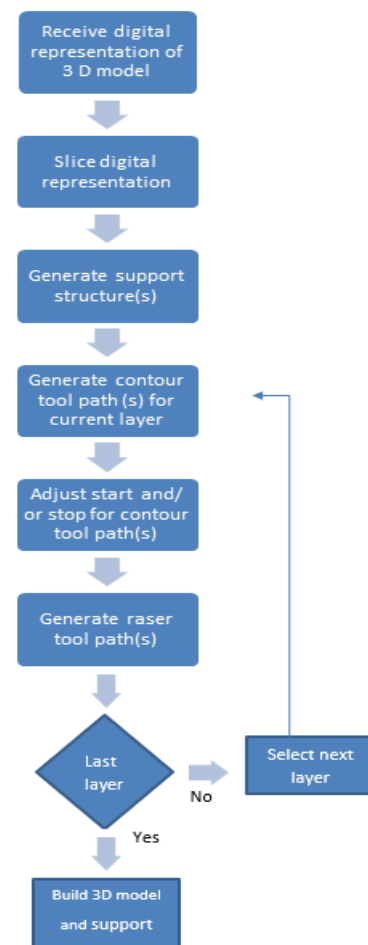 Receive digital
representation of
3 D model
Slice digital
representation
Generate support
structure(s)
Generate contour
tool path (s) for
current layer
Adjust start and/
or stop for contour
tool path(s)
Generate raser
tool path(s)
Last
layer
No
Select next
layer
Yes
Build 3D model
and support